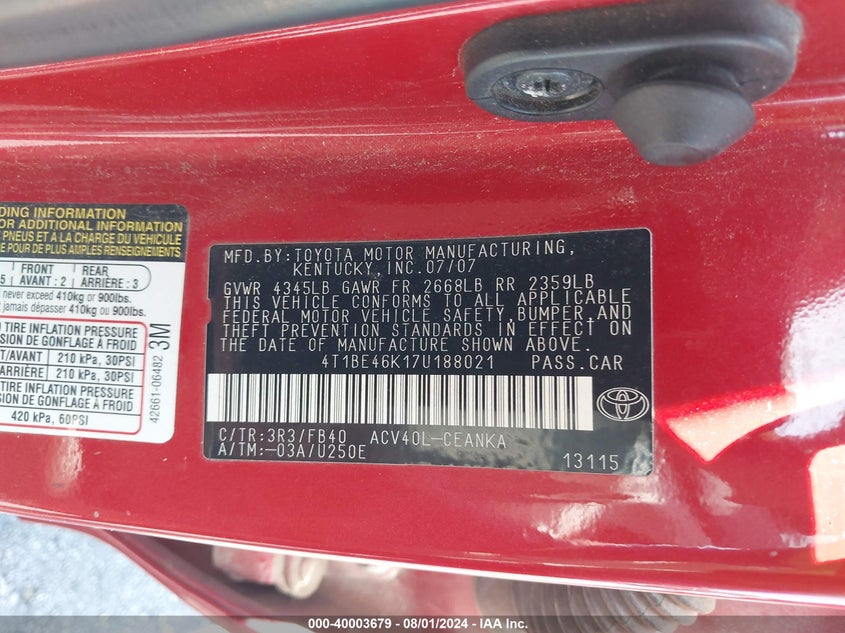 DING INFORMATION
OR ADDITIONAL INFORMATION
PNEUS ET À LA CHARGE DU VÉHICULE
POUR DE PLUS AMPLES RENSEIGNEMENTS
FRONT REAR
5 AVANT : 2 ARRIÈRE : 3
never exceed 410kg or 900lbs.
jamais dépasser 410kg ou 900lbs.
TIRE INFLATION PRESSURE
SION DE GONFLAGE À FROID
T/AVANT 210 kPa, 30PSI
ARRIÈRE 210 kPa, 30PSI
TIRE INFLATION PRESSURE
SSION DE GONFLAGE À FROID
420 kPa, 60PSI
42661-06482 3M
MFD.BY:TOYOTA MOTOR MANUFACTURING,
KENTUCKY,INC.07/07
GVWR 4345LB GAWR FR 2668LB RR 2359LB
THIS VEHICLE CONFORMS TO ALL APPLICABLE
FEDERAL MOTOR VEHICLE SAFETY,BUMPER,AND
THEFT PREVENTION STANDARDS IN EFFECT ON
THE DATE OF MANUFACTURE SHOWN ABOVE.
4T1BE46K17U188021 PASS.CAR
C/TR:3R3/FB40 ACV40L-CEANKA
A/TM:-03A/U250E
13115
000-40003679 - 08/01/2024 - IAA Inc.